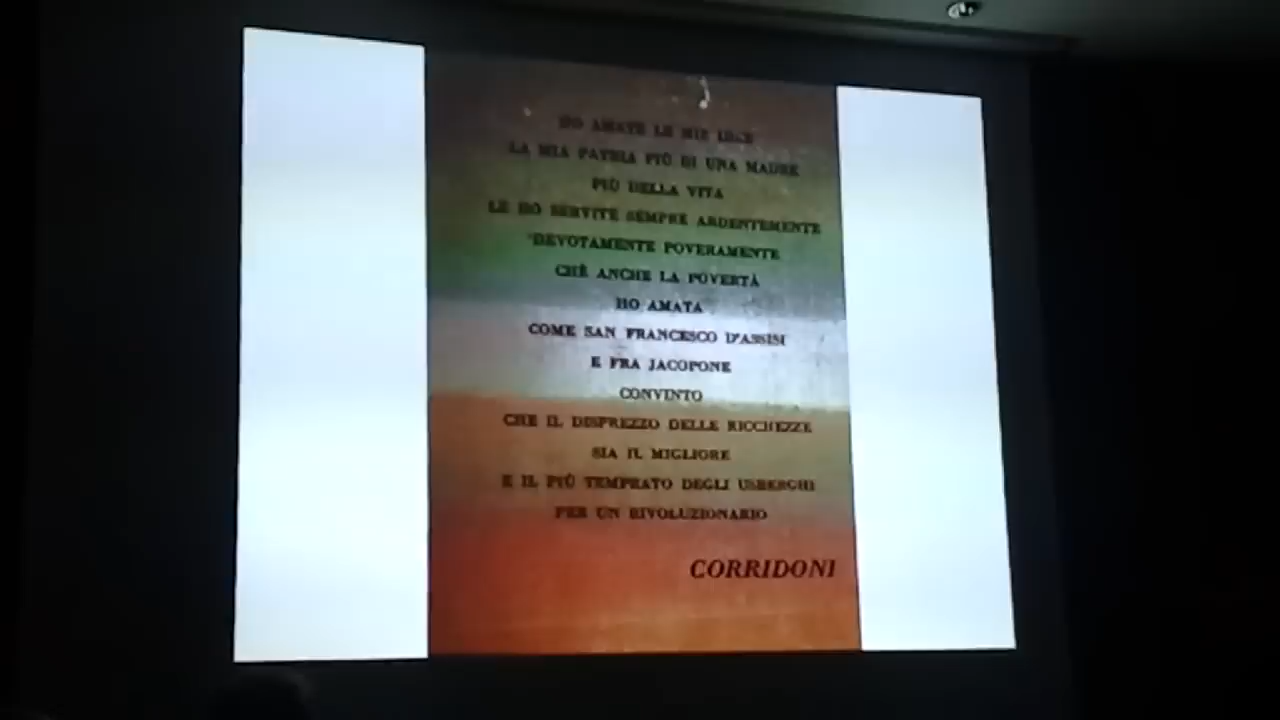 HO AMATE LE MIE IDEE
LA MIA PATRIA PIÙ DI UNA MADRE
PIÙ DELLA VITA
LE HO SERVITE SEMPRE ARDENTEMENTE
DEVOTAMENTE POVERAMENTE
CHÈ ANCHE LA POVERTÀ
HO AMATA
COME SAN FRANCESCO D'ASSISI
E FRA JACOPONE
CONVINTO
CHE IL DISPREZZO DELLE RICCHEZZE
SIA IL MIGLIORE
E IL PIÙ TEMPRATO DEGLI USBERGHI
PER UN RIVOLUZIONARIO
CORRIDONI